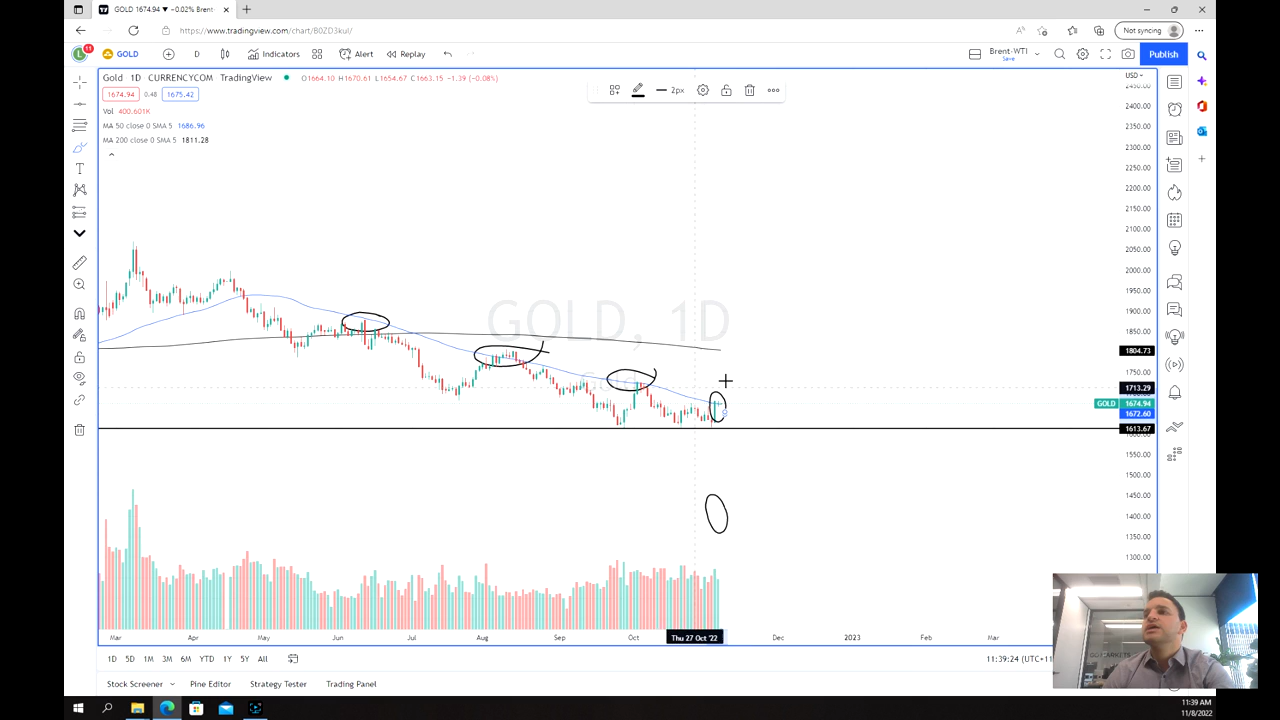 GOLD 1674.94 ▼ −0.02% Brent-
https://www.tradingview.com/chart/B0ZD3kuI/
Not syncing
11
GOLD
D
Indicators
Alert
Replay
Brent-WTI
Save
Publish
Gold 1D CURRENCYCOM TradingView
O1664.10 H1670.61 L1654.67 C1663.15 −1.39 (−0.08%)
USD
1674.94 0.48 1675.42
2px
Vol 400.601K
MA 50 close 0 SMA 5 1686.96
MA 200 close 0 SMA 5 1811.28
2400.00
2350.00
2300.00
2250.00
2200.00
2150.00
2100.00
2050.00
2000.00
1950.00
1900.00
1850.00
1804.73
1750.00
1713.29
GOLD 1674.94
1672.60
1613.67
1550.00
1500.00
1450.00
1400.00
1350.00
1300.00
GOLD, 1D
Gold
Mar Apr May Jun Jul Aug Sep Oct Thu 27 Oct '22 Dec 2023 Feb Mar
1D 5D 1M 3M 6M YTD 1Y 5Y All
11:39:24 (UTC+11
Stock Screener
Pine Editor
Strategy Tester
Trading Panel
11:39 AM
11/8/2022